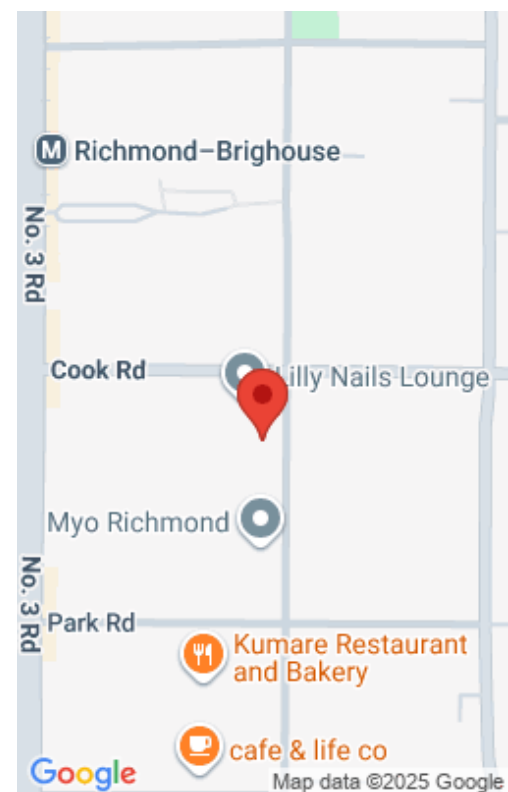 M
Richmond–Brighouse
No. 3 Rd
Cook Rd
Lilly Nails Lounge
Myo Richmond
No. 3 Rd
Park Rd
Kumare Restaurant
and Bakery
cafe & life co
Google
Map data ©2025 Google